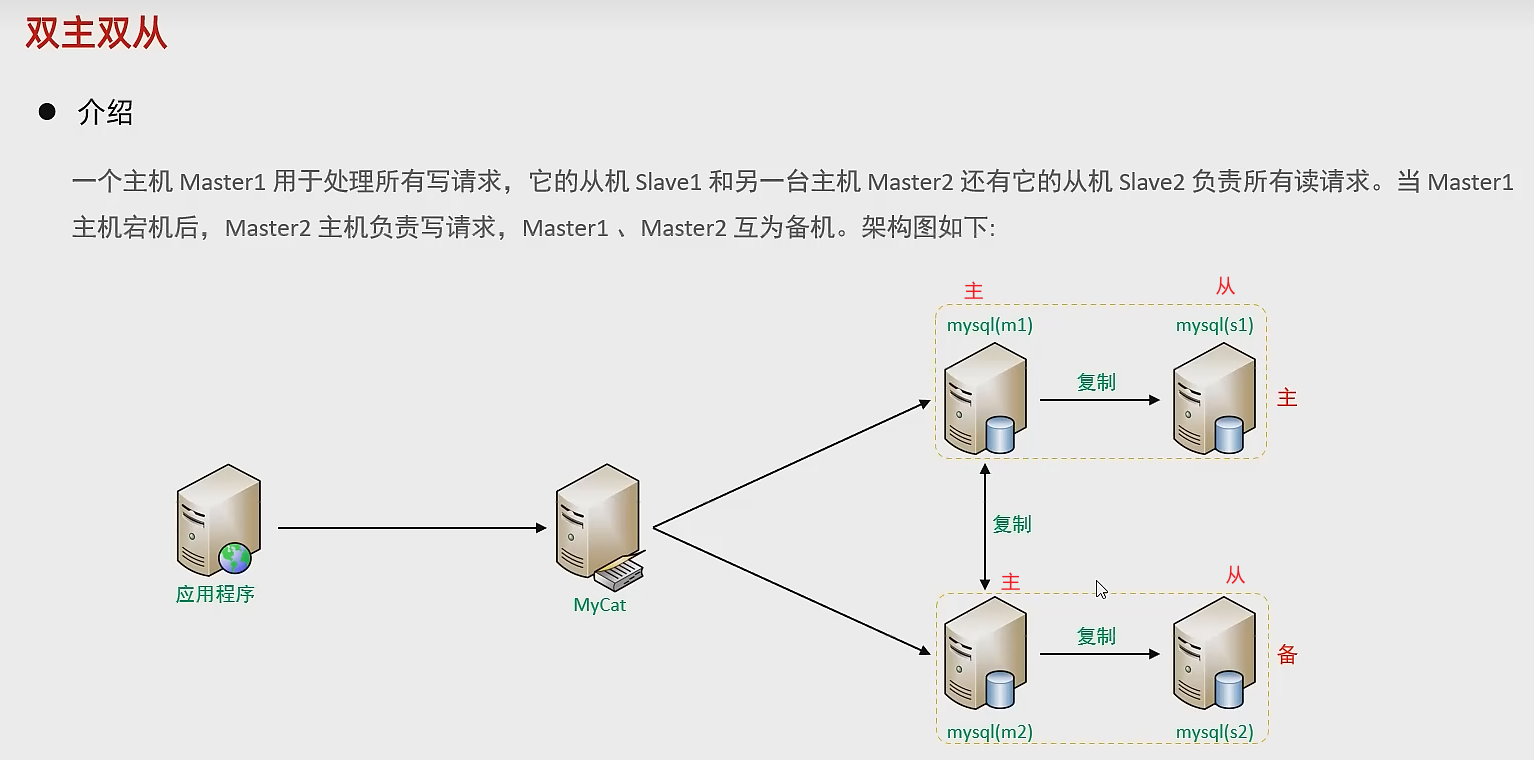 双主双从
介绍
一个主机 Master1 用于处理所有写请求，它的从机 Slave1 和另一台主机 Master2 还有它的从机 Slave2 负责所有读请求。当 Master1
主机宕机后，Master2 主机负责写请求，Master1 、Master2 互为备机。架构图如下:
主
从
mysql(m1)
mysql(s1)
复制
主
复制
应用程序
MyCat
主
从
复制
备
mysql(m2)
mysql(s2)